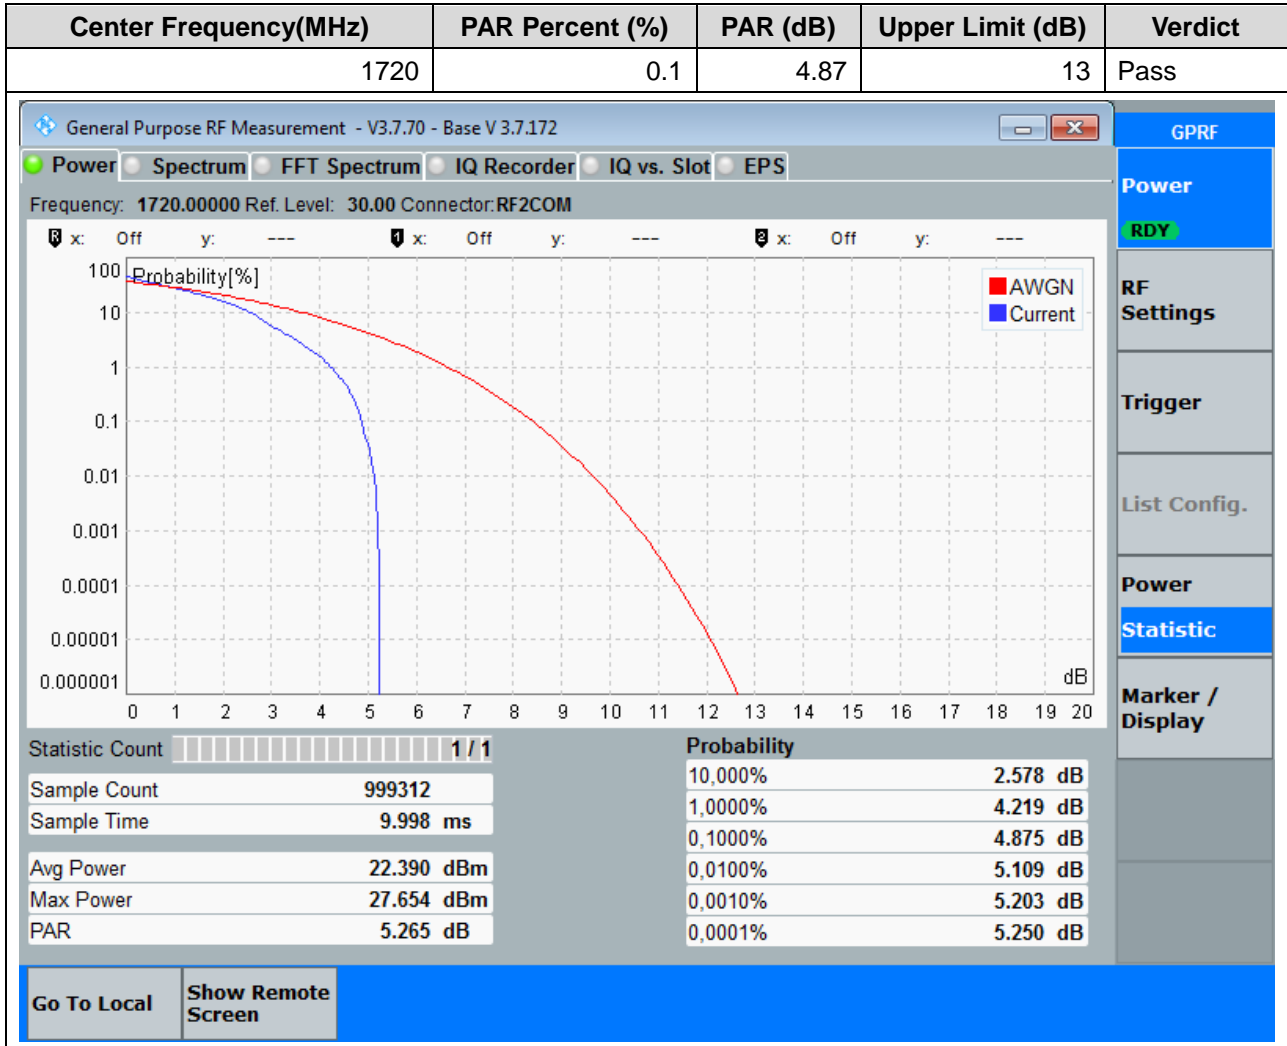 Center Frequency(MHz) PAR Percent (%) PAR (dB) Upper Limit (dB) Verdict
1720 0.1 4.87 13 Pass
General Purpose RF Measurement - V3.7.70 - Base V 3.7.172
GPRF
Power Spectrum FFT Spectrum IQ Recorder IQ vs. Slot EPS
Frequency: 1720.00000 Ref. Level: 30.00 Connector:RF2COM
R x: Off y: --- 1 x: Off y: --- 2 x: Off y: ---
Probability[%]
AWGN
Current
100
10
1
0.1
0.01
0.001
0.0001
0.00001
0.000001
dB
0 1 2 3 4 5 6 7 8 9 10 11 12 13 14 15 16 17 18 19 20
Statistic Count 1 / 1
Sample Count 999312
Sample Time 9.998 ms
Avg Power 22.390 dBm
Max Power 27.654 dBm
PAR 5.265 dB
Probability
10,000% 2.578 dB
1,0000% 4.219 dB
0,1000% 4.875 dB
0,0100% 5.109 dB
0,0010% 5.203 dB
0,0001% 5.250 dB
Power
RDY
RF
Settings
Trigger
List Config.
Power
Statistic
Marker /
Display
Go To Local
Show Remote
Screen